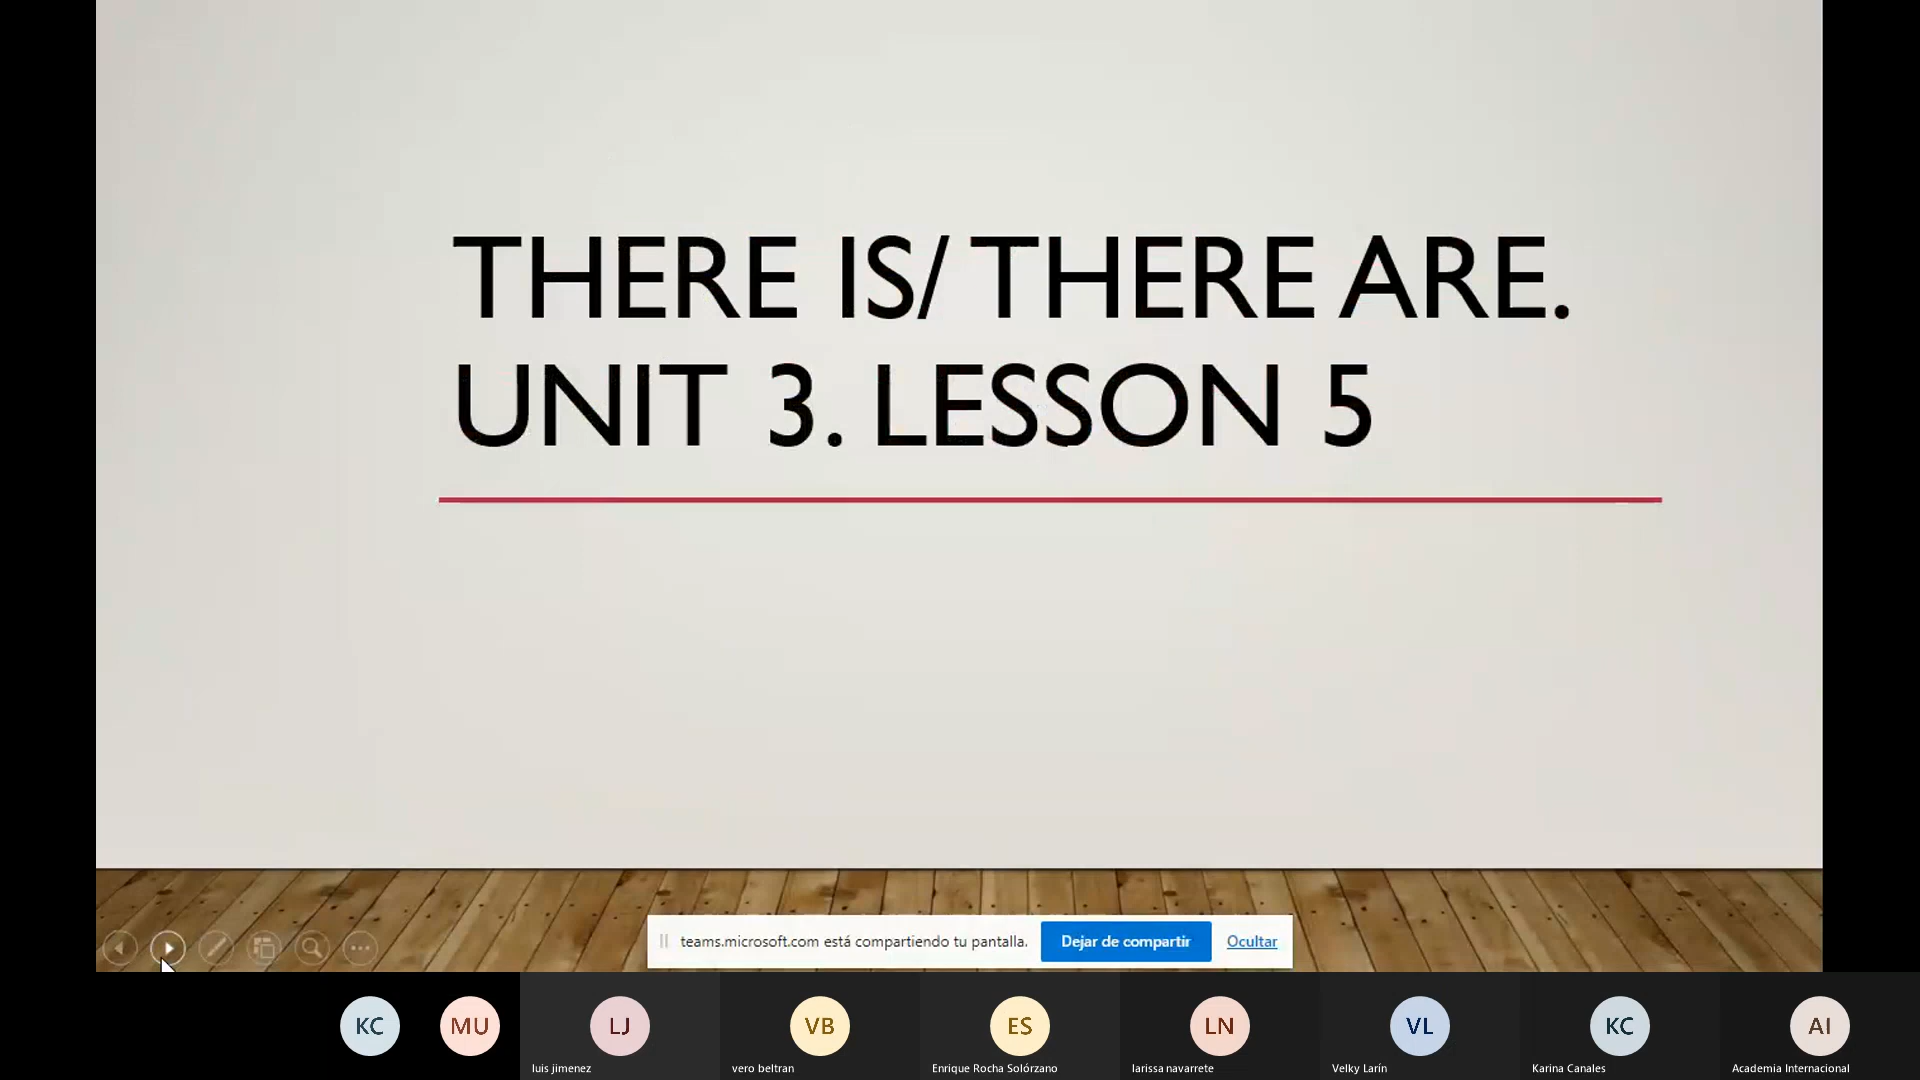 THERE IS/ THERE ARE.
UNIT 3. LESSON 5
teams.microsoft.com está compartiendo tu pantalla.
Dejar de compartir
Ocultar
KC
MU
LJ
VB
ES
LN
VL
KC
AI
luis jimenez
vero beltran
Enrique Rocha Solórzano
larissa navarrete
Velky Larín
Karina Canales
Academia Internacional